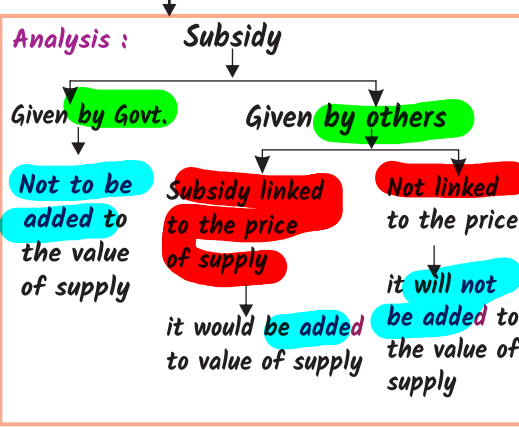 Analysis :
Subsidy
Given by Govt.
Given by others
Not to be
added to
the value
of supply
Subsidy linked
to the price
of supply
Not linked
to the price
it would be added
to value of supply
it will not
be added to
the value of
supply